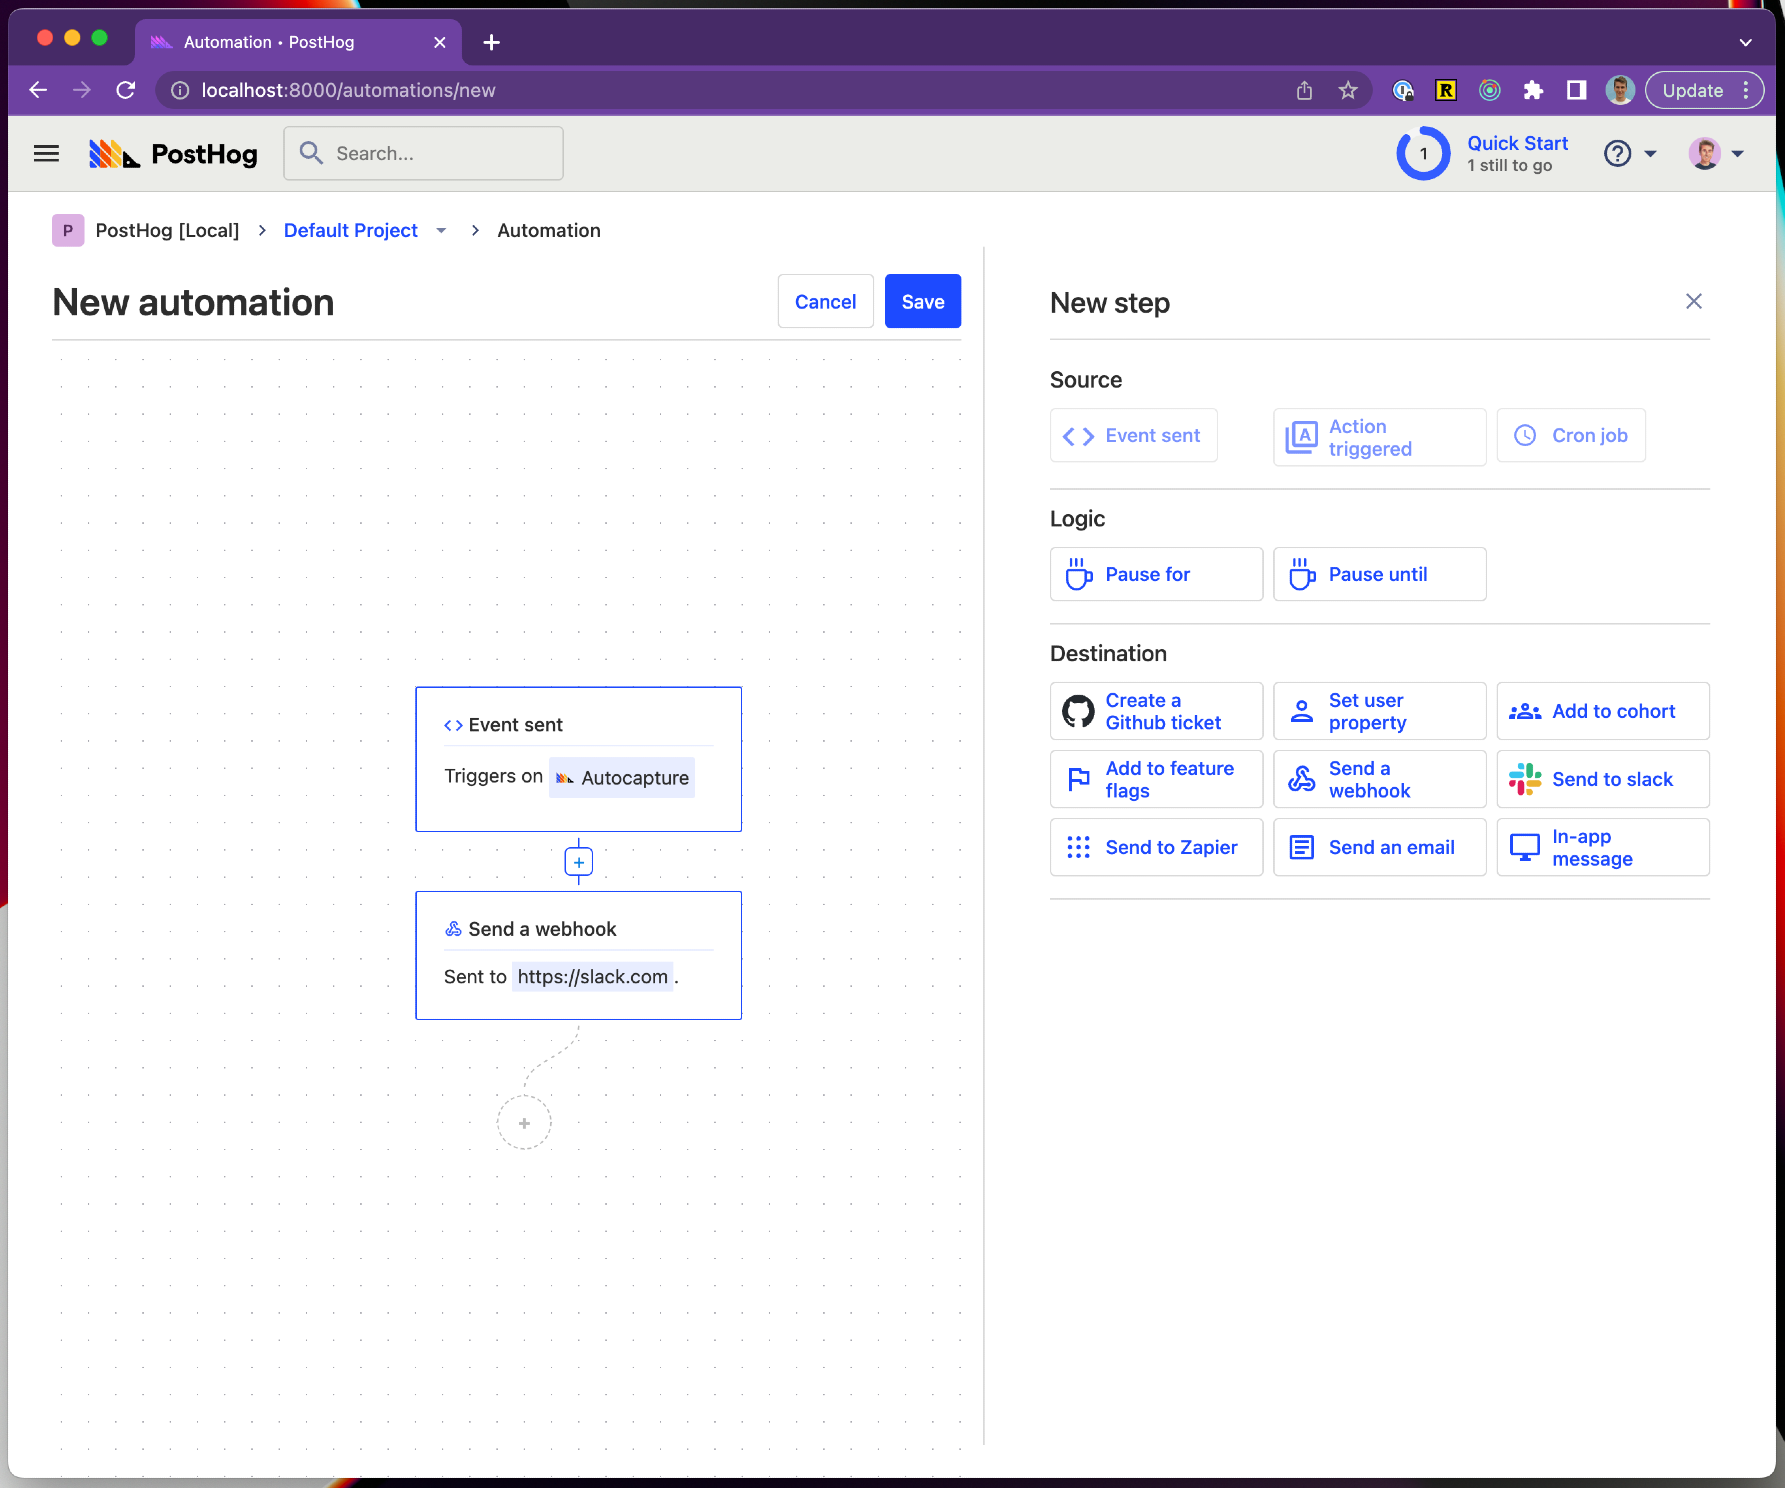 Automation • PostHog
localhost:8000/automations/new
Update
PostHog
Search...
1
Quick Start
1 still to go
P
PostHog [Local]
Default Project
Automation
New automation
Cancel
Save
Event sent
Triggers on
Autocapture
Send a webhook
Sent to https://slack.com .
New step
Source
Event sent
Action
triggered
Cron job
Logic
Pause for
Pause until
Destination
Create a
Github ticket
Set user
property
Add to cohort
Add to feature
flags
Send a
webhook
Send to slack
Send to Zapier
Send an email
In-app
message